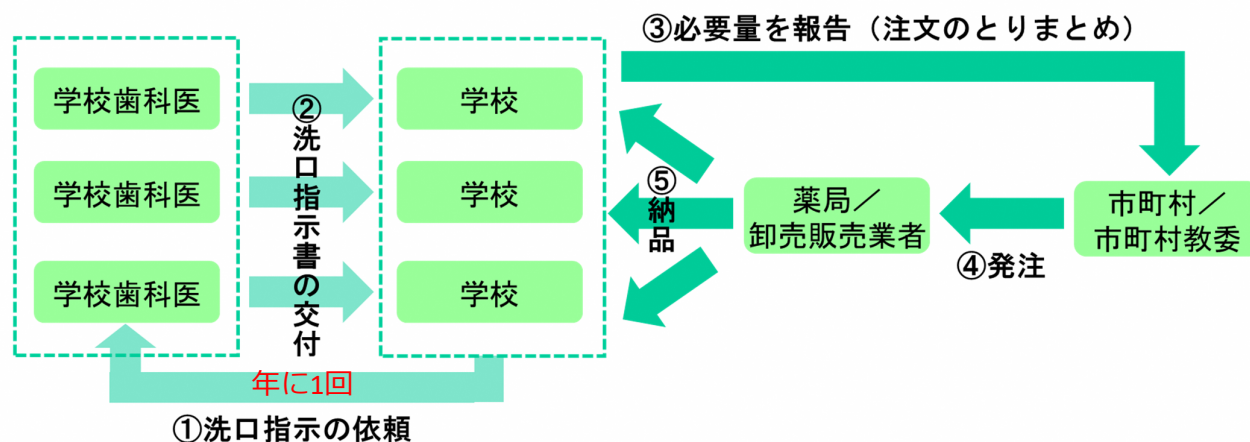 ③必要量を報告（注文のとりまとめ）
学校歯科医
学校歯科医
学校歯科医
②洗口指示書の交付
学校
学校
学校
⑤納品
薬局／
卸売販売業者
④発注
市町村／
市町村教委
年に1回
①洗口指示の依頼